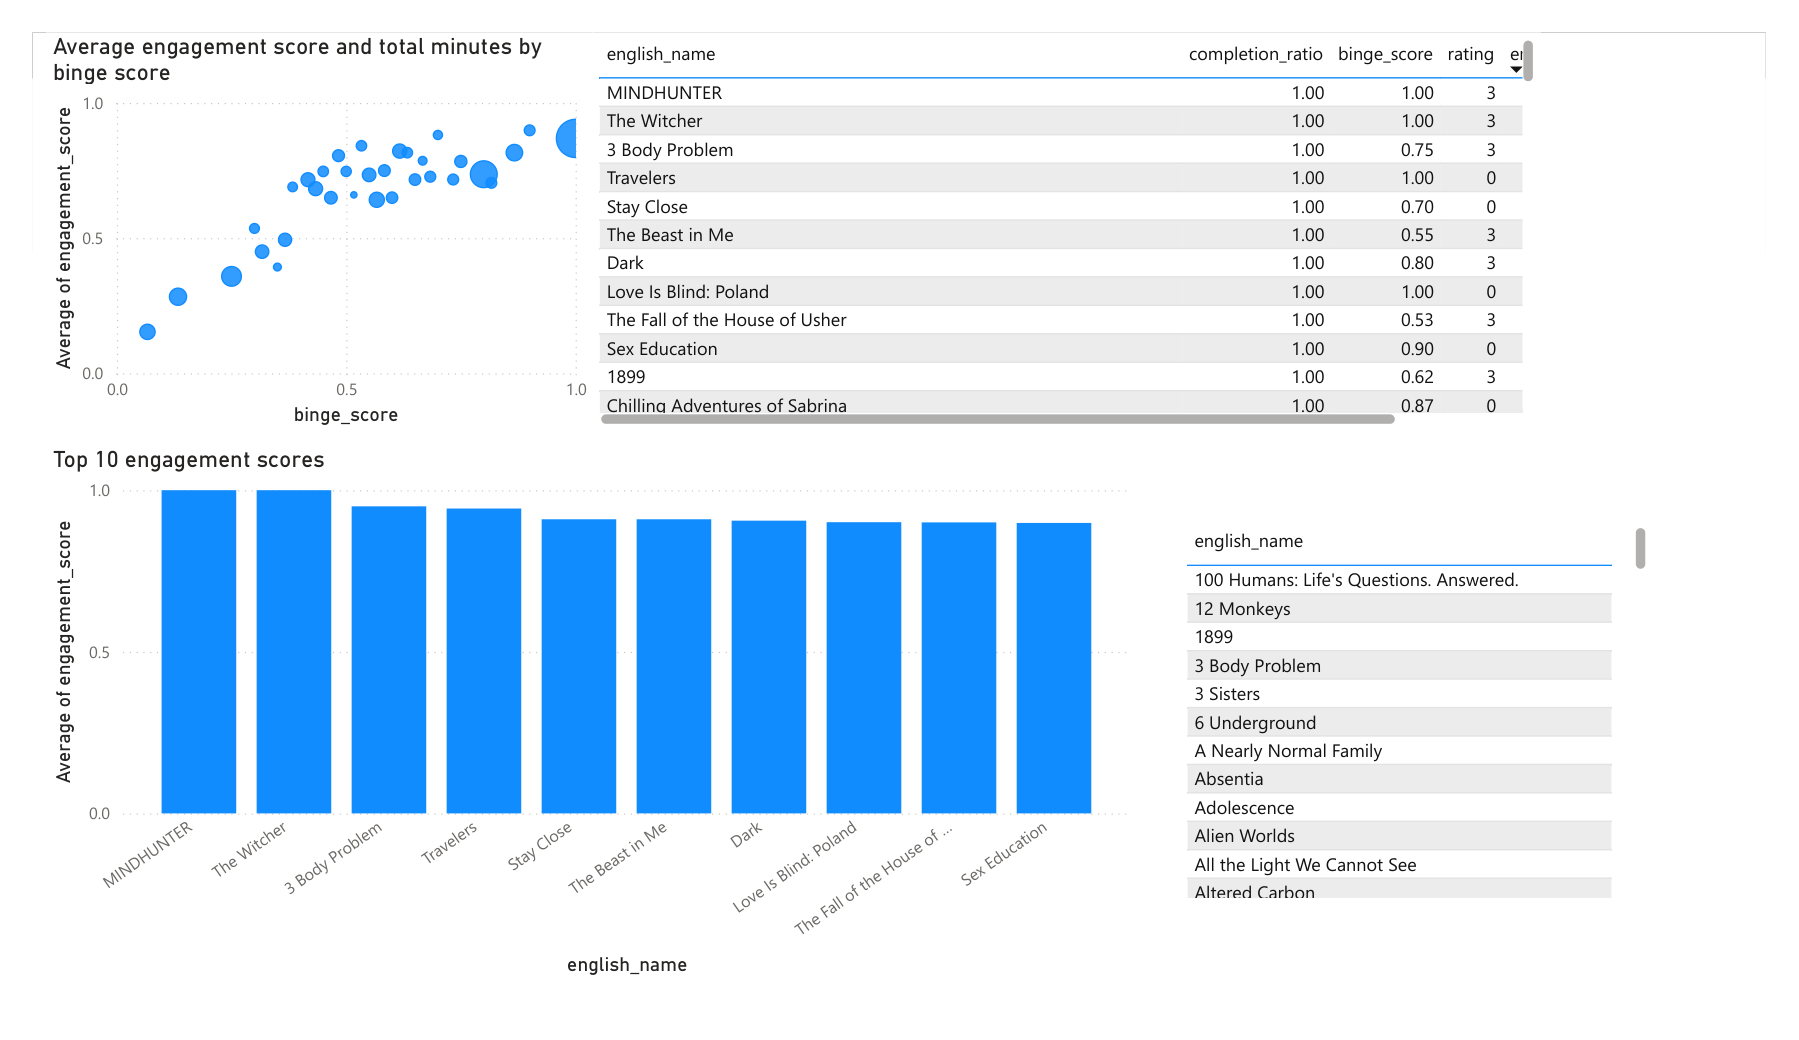 Average engagement score and total minutes by
binge score
Average of engagement_score
1.0
0.5
0.0
0.0 0.5 1.0
binge_score
english_name completion_ratio binge_score rating
MINDHUNTER 1.00 1.00 3
The Witcher 1.00 1.00 3
3 Body Problem 1.00 0.75 3
Travelers 1.00 1.00 0
Stay Close 1.00 0.70 0
The Beast in Me 1.00 0.55 3
Dark 1.00 0.80 3
Love Is Blind: Poland 1.00 1.00 0
The Fall of the House of Usher 1.00 0.53 3
Sex Education 1.00 0.90 0
1899 1.00 0.62 3
Chilling Adventures of Sabrina 1.00 0.87 0
Top 10 engagement scores
Average of engagement_score
1.0
0.5
0.0
MINDHUNTER
The Witcher
3 Body Problem
Travelers
Stay Close
The Beast in Me
Dark
Love Is Blind: Poland
The Fall of the House of ...
Sex Education
english_name
english_name
100 Humans: Life's Questions. Answered.
12 Monkeys
1899
3 Body Problem
3 Sisters
6 Underground
A Nearly Normal Family
Absentia
Adolescence
Alien Worlds
All the Light We Cannot See
Altered Carbon